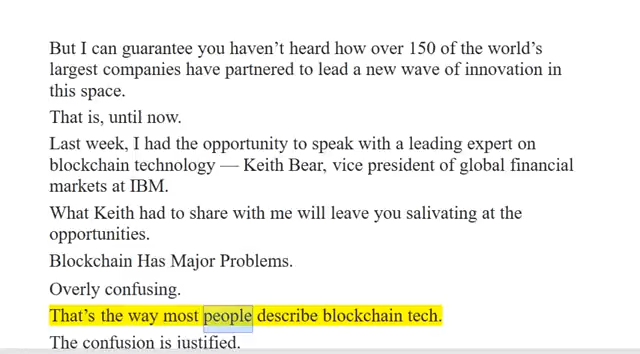 But I can guarantee you haven’t heard how over 150 of the world’s
largest companies have partnered to lead a new wave of innovation in
this space.
That is, until now.
Last week, I had the opportunity to speak with a leading expert on
blockchain technology — Keith Bear, vice president of global financial
markets at IBM.
What Keith had to share with me will leave you salivating at the
opportunities.
Blockchain Has Major Problems.
Overly confusing.
That’s the way most people describe blockchain tech.
The confusion is justified.